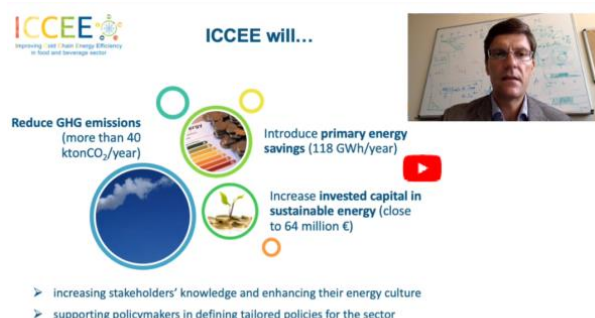 ICCEE
Improving Cold Chain Energy Efficiency
in food and beverage sector
ICCEE will...
Reduce GHG emissions
(more than 40
ktonCO₂/year)
Introduce primary energy
savings (118 GWh/year)
Increase invested capital in
sustainable energy (close
to 64 million €)
➤ increasing stakeholders' knowledge and enhancing their energy culture
➤ supporting policymakers in defining tailored policies for the sector